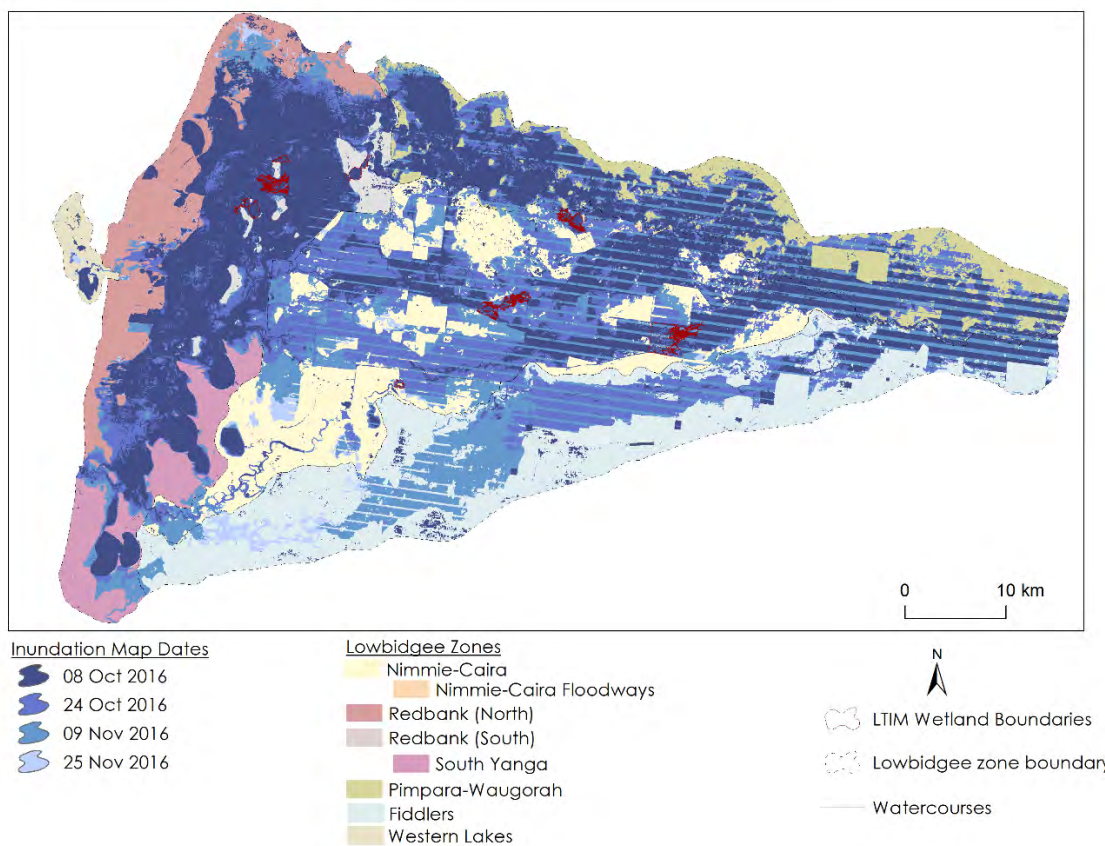 0 10 km
Inundation Map Dates
08 Oct 2016
24 Oct 2016
09 Nov 2016
25 Nov 2016
Lowbidgee Zones
Nimmie-Caira
Nimmie-Caira Floodways
Redbank (North)
Redbank (South)
South Yanga
Pimpara-Waugorah
Fiddlers
Western Lakes
N
LTIM Wetland Boundaries
Lowbidgee zone boundary
Watercourses